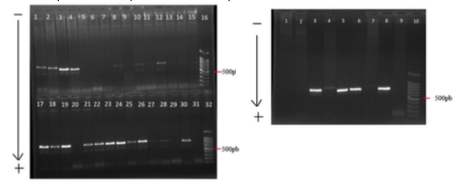 − 1 2 3 4 5 6 7 8 9 10 11 12 13 14 15 16
500p
17 18 19 20 21 22 23 24 25 26 27 28 29 30 31 32
500pb
+
− 1 2 3 4 5 6 7 8 9 10
500pb
+